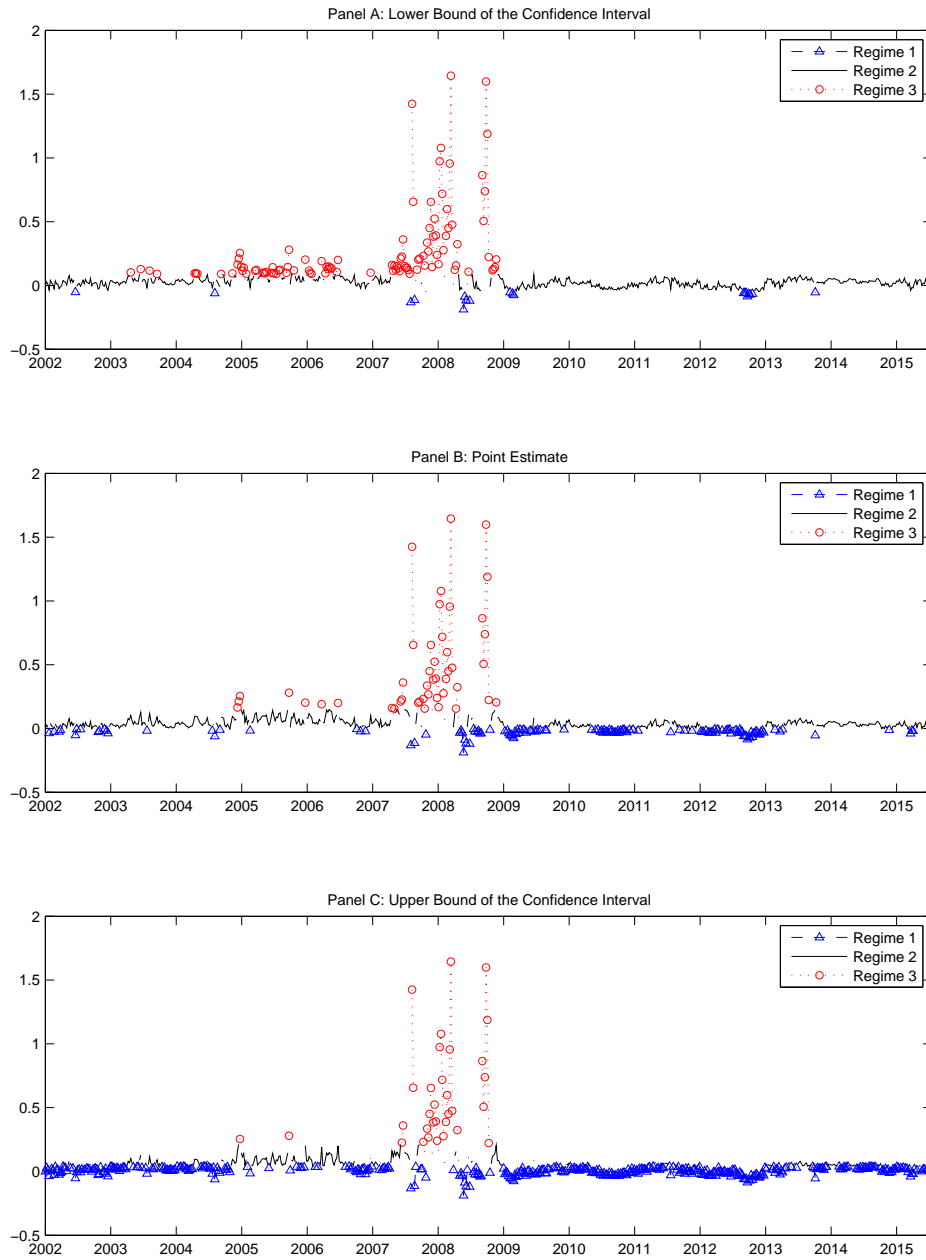 Panel A: Lower Bound of the Confidence Interval
2
1.5
1
0.5
0
−0.5
Regime 1
Regime 2
Regime 3
2002 2003 2004 2005 2006 2007 2008 2009 2010 2011 2012 2013 2014 2015
Panel B: Point Estimate
2
1.5
1
0.5
0
−0.5
Regime 1
Regime 2
Regime 3
2002 2003 2004 2005 2006 2007 2008 2009 2010 2011 2012 2013 2014 2015
Panel C: Upper Bound of the Confidence Interval
2
1.5
1
0.5
0
−0.5
Regime 1
Regime 2
Regime 3
2002 2003 2004 2005 2006 2007 2008 2009 2010 2011 2012 2013 2014 2015